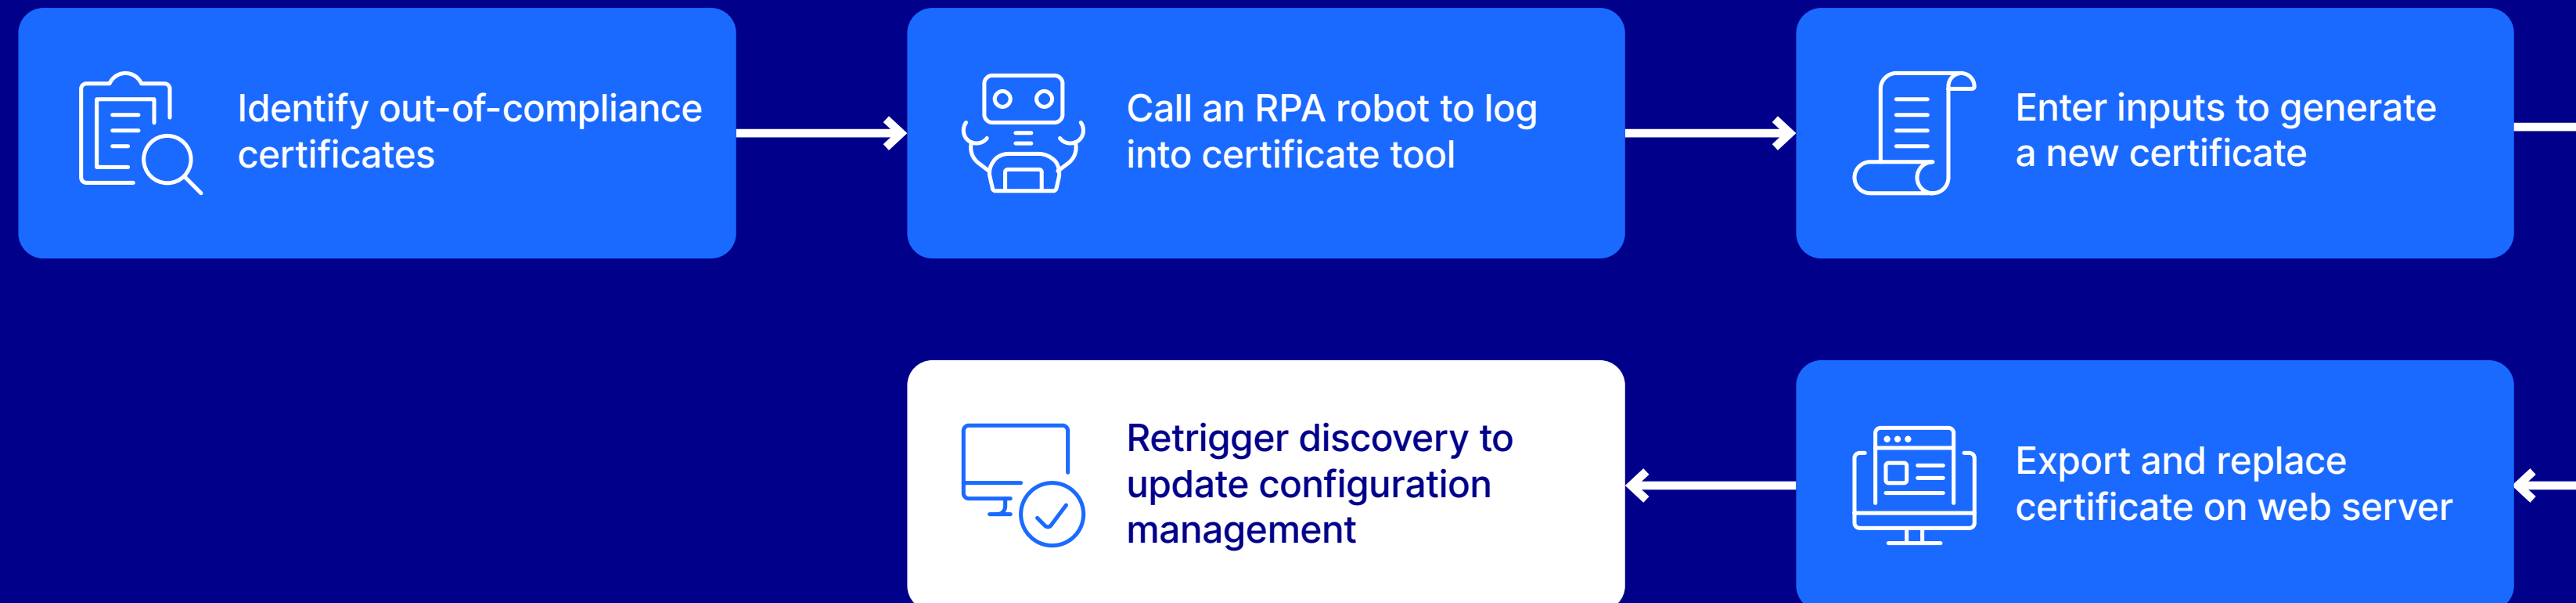 Identify out-of-compliance
certificates
Call an RPA robot to log
into certificate tool
Enter inputs to generate
a new certificate
Export and replace
certificate on web server
Retrigger discovery to
update configuration
management